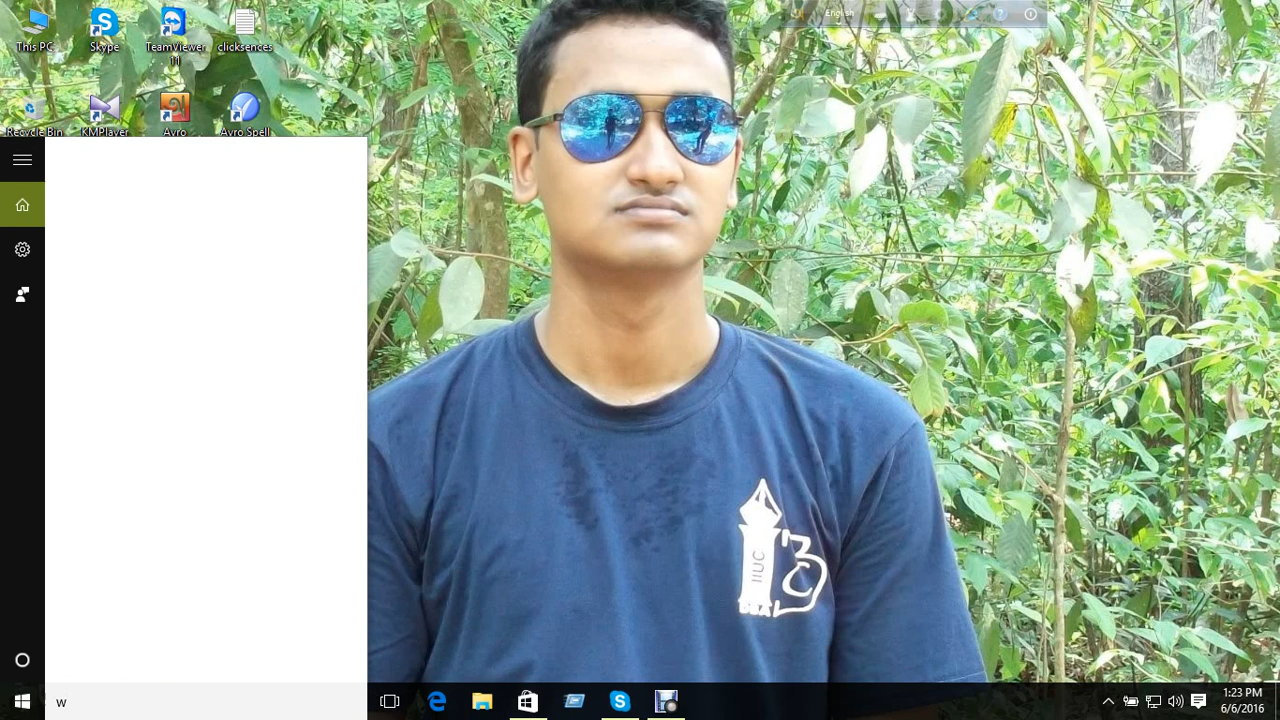 English
This PC
Skype
TeamViewer
11
clicksences
Recycle Bin
KMPlayer
Avro
Avro Spell
IIUC
BBA
w
1:23 PM
6/6/2016